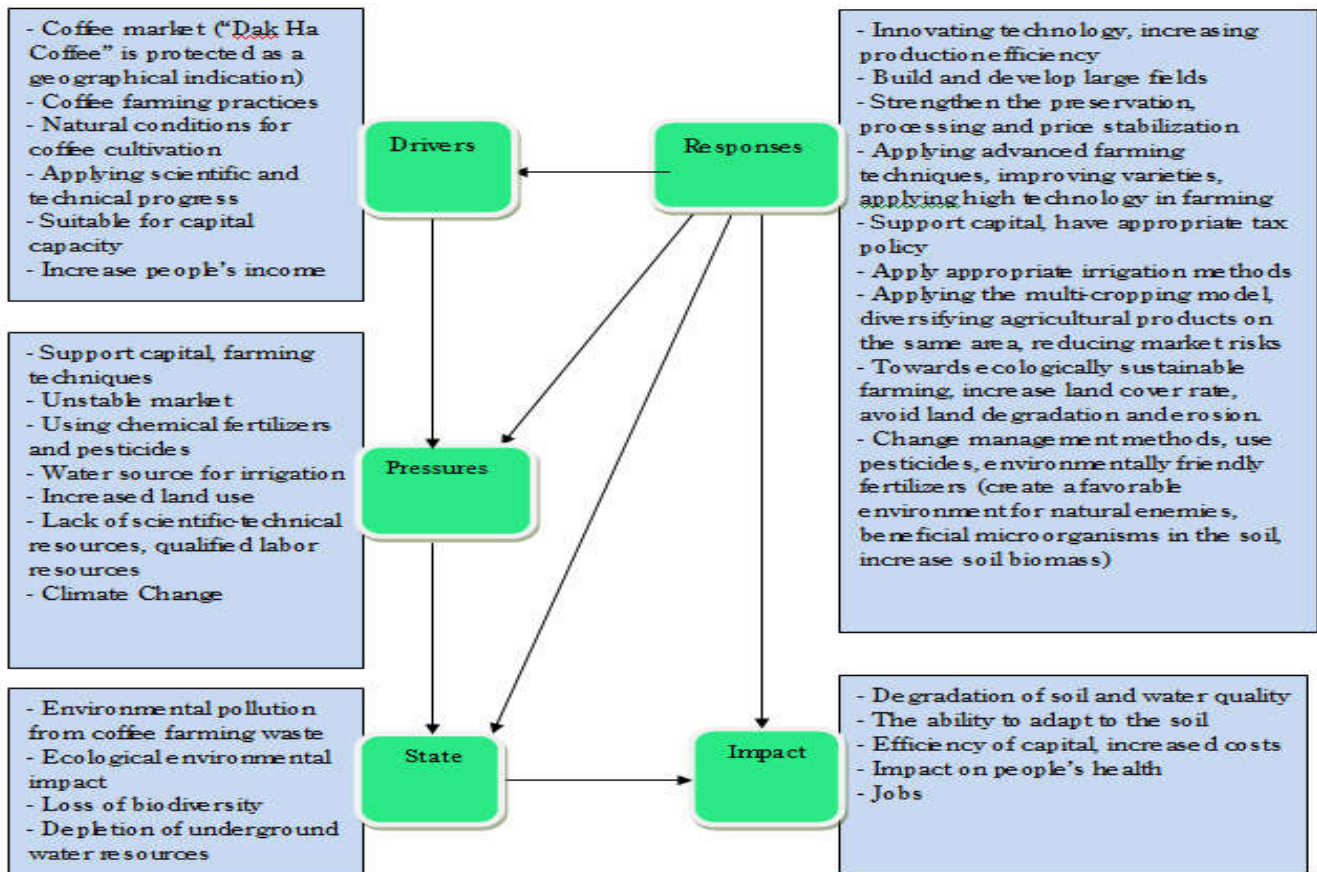 - Coffee market ("Dak Ha
Coffee" is protected as a
geographical indication)
- Coffee farming practices
- Natural conditions for
coffee cultivation
- Applying scientific and
technical progress
- Suitable for capital
capacity
- Increase people's income
Drivers
Responses
- Innovating technology, increasing
production efficiency
- Build and develop large fields
- Strengthen the preservation,
processing and price stabilization
- Applying advanced farming
techniques, improving varieties,
applying high technology in farming
- Support capital, have appropriate tax
policy
- Apply appropriate irrigation methods
- Applying the multi-cropping model,
diversifying agricultural products on
the same area, reducing market risks
- Towards ecologically sustainable
farming, increase land cover rate,
avoid land degradation and erosion.
- Change management methods, use
pesticides, environmentally friendly
fertilizers (create a favorable
environment for natural enemies,
beneficial microorganisms in the soil,
increase soil biomass)
- Support capital, farming
techniques
- Unstable market
- Using chemical fertilizers
and pesticides
- Water source for irrigation
- Increased land use
- Lack of scientific-technical
resources, qualified labor
resources
- Climate Change
Pressures
- Environmental pollution
from coffee farming waste
- Ecological environmental
impact
- Loss of biodiversity
- Depletion of underground
water resources
State
Impact
- Degradation of soil and water quality
- The ability to adapt to the soil
- Efficiency of capital, increased costs
- Impact on people's health
- Jobs